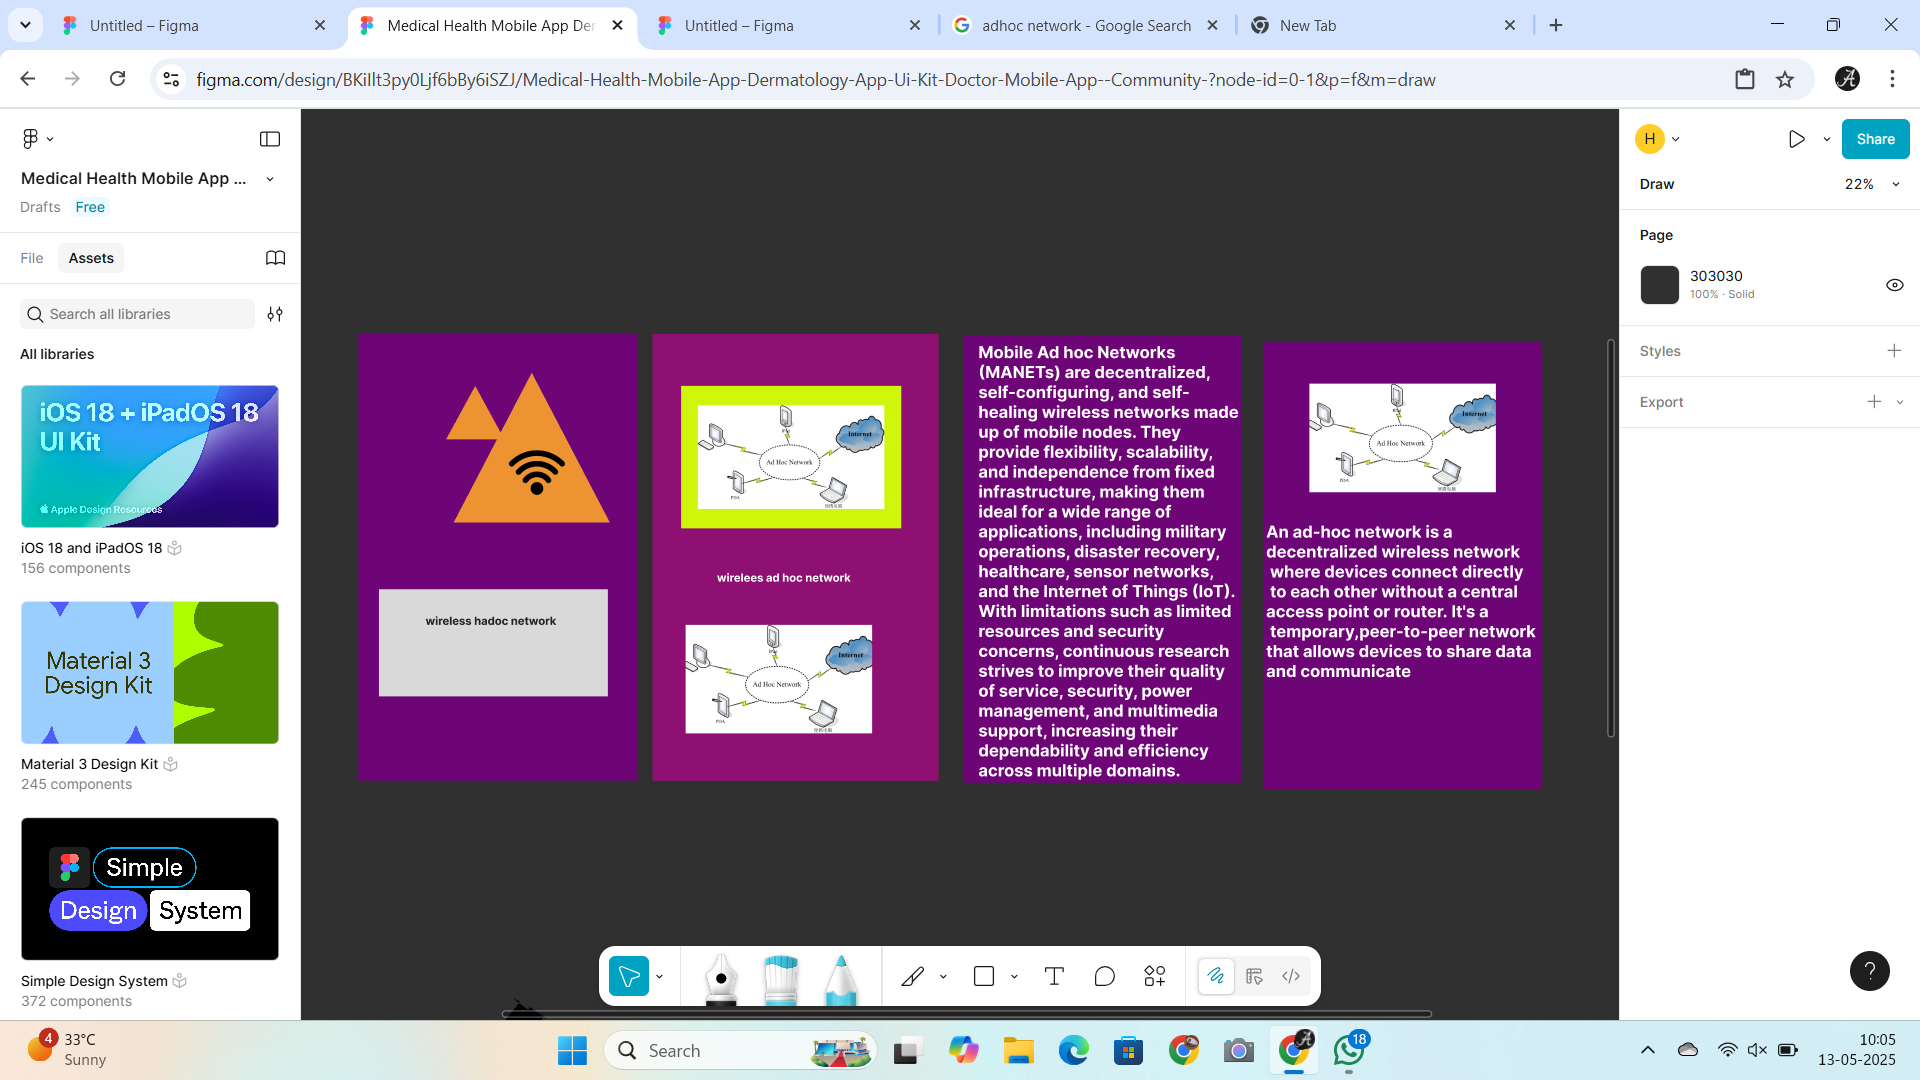 Untitled – Figma
Medical Health Mobile App Der
Untitled – Figma
adhoc network - Google Search
New Tab
figma.com/design/BKiIlt3py0Ljf6bBy6iSZJ/Medical-Health-Mobile-App-Dermatology-App-Ui-Kit-Doctor-Mobile-App--Community-?node-id=0-1&p=f&m=draw
Medical Health Mobile App ...
Drafts Free
File Assets
Search all libraries
All libraries
iOS 18 + iPadOS 18
UI Kit
Apple Design Resources
iOS 18 and iPadOS 18
156 components
Material 3
Design Kit
Material 3 Design Kit
245 components
Simple
Design System
Simple Design System
372 components
wireless hadoc network
Internet
Ad Hoc Network
PDA
wirelees ad hoc network
Internet
Ad Hoc Network
PDA
Mobile Ad hoc Networks
(MANETs) are decentralized,
self-configuring, and self-
healing wireless networks made
up of mobile nodes. They
provide flexibility, scalability,
and independence from fixed
infrastructure, making them
ideal for a wide range of
applications, including military
operations, disaster recovery,
healthcare, sensor networks,
and the Internet of Things (IoT).
With limitations such as limited
resources and security
concerns, continuous research
strives to improve their quality
of service, security, power
management, and multimedia
support, increasing their
dependability and efficiency
across multiple domains.
Internet
Ad Hoc Network
PDA
An ad-hoc network is a
decentralized wireless network
where devices connect directly
to each other without a central
access point or router. It's a
temporary,peer-to-peer network
that allows devices to share data
and communicate
H
Share
Draw
22%
Page
303030
100% · Solid
Styles
Export
?
4
33°C
Sunny
Search
18
10:05
13-05-2025